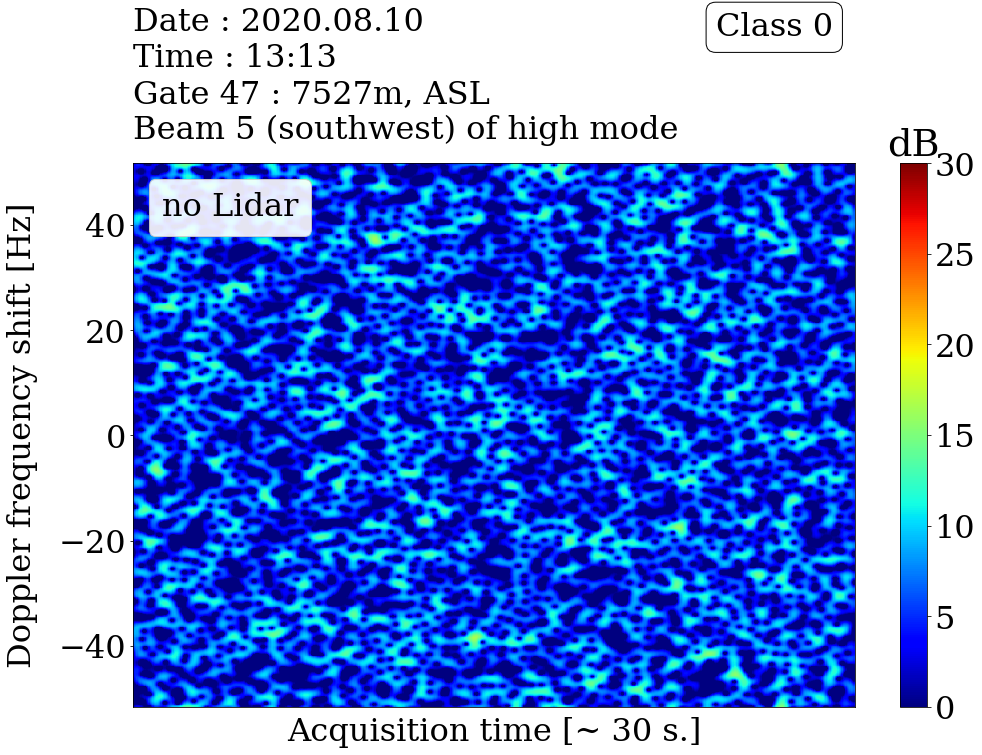 Date : 2020.08.10
Time : 13:13
Gate 47 : 7527m, ASL
Beam 5 (southwest) of high mode
Class 0
dB
no Lidar
Doppler frequency shift [Hz]
40
20
0
−20
−40
30
25
20
15
10
5
0
Acquisition time [~ 30 s.]